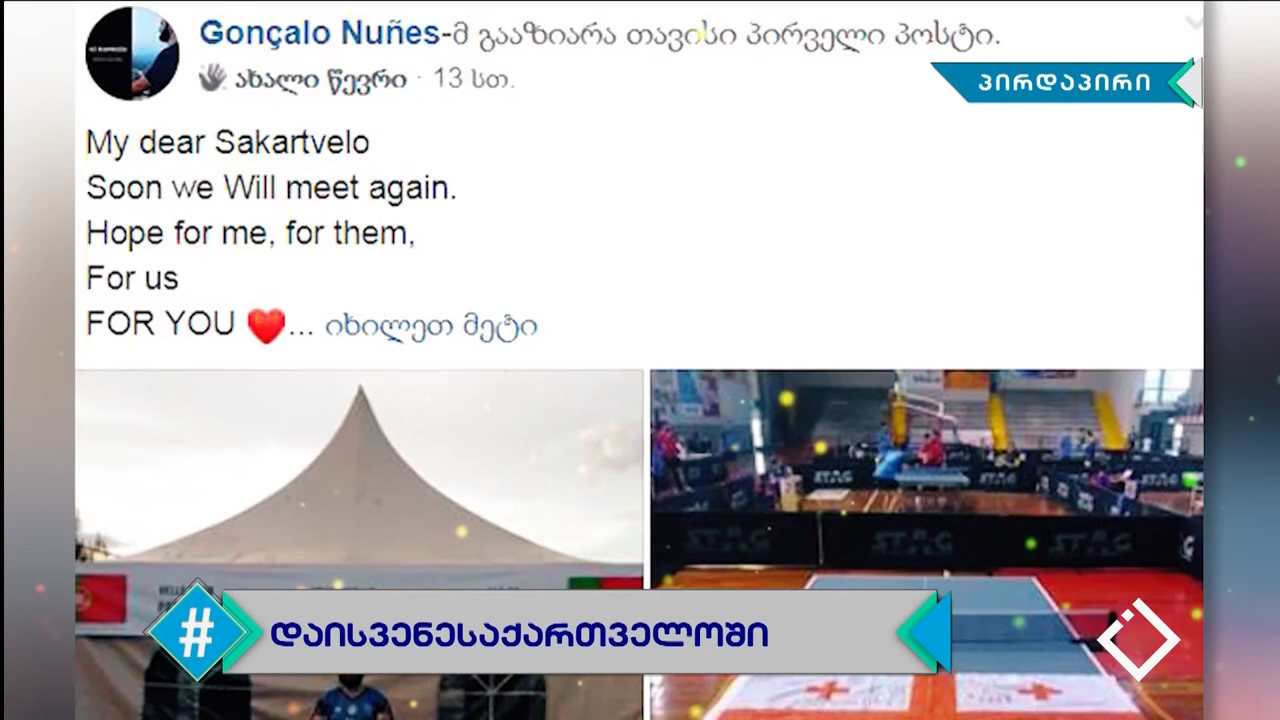 Gonçalo Nuñes-მ გააზიარა თავისი პირველი პოსტი.
ახალი წევრი · 13 სთ.
პირდაპირი
My dear Sakartvelo
Soon we Will meet again.
Hope for me, for them,
For us
FOR YOU ❤... იხილეთ მეტი
STAG
STAG STAG STAG
# დაისვენესაქართველოში